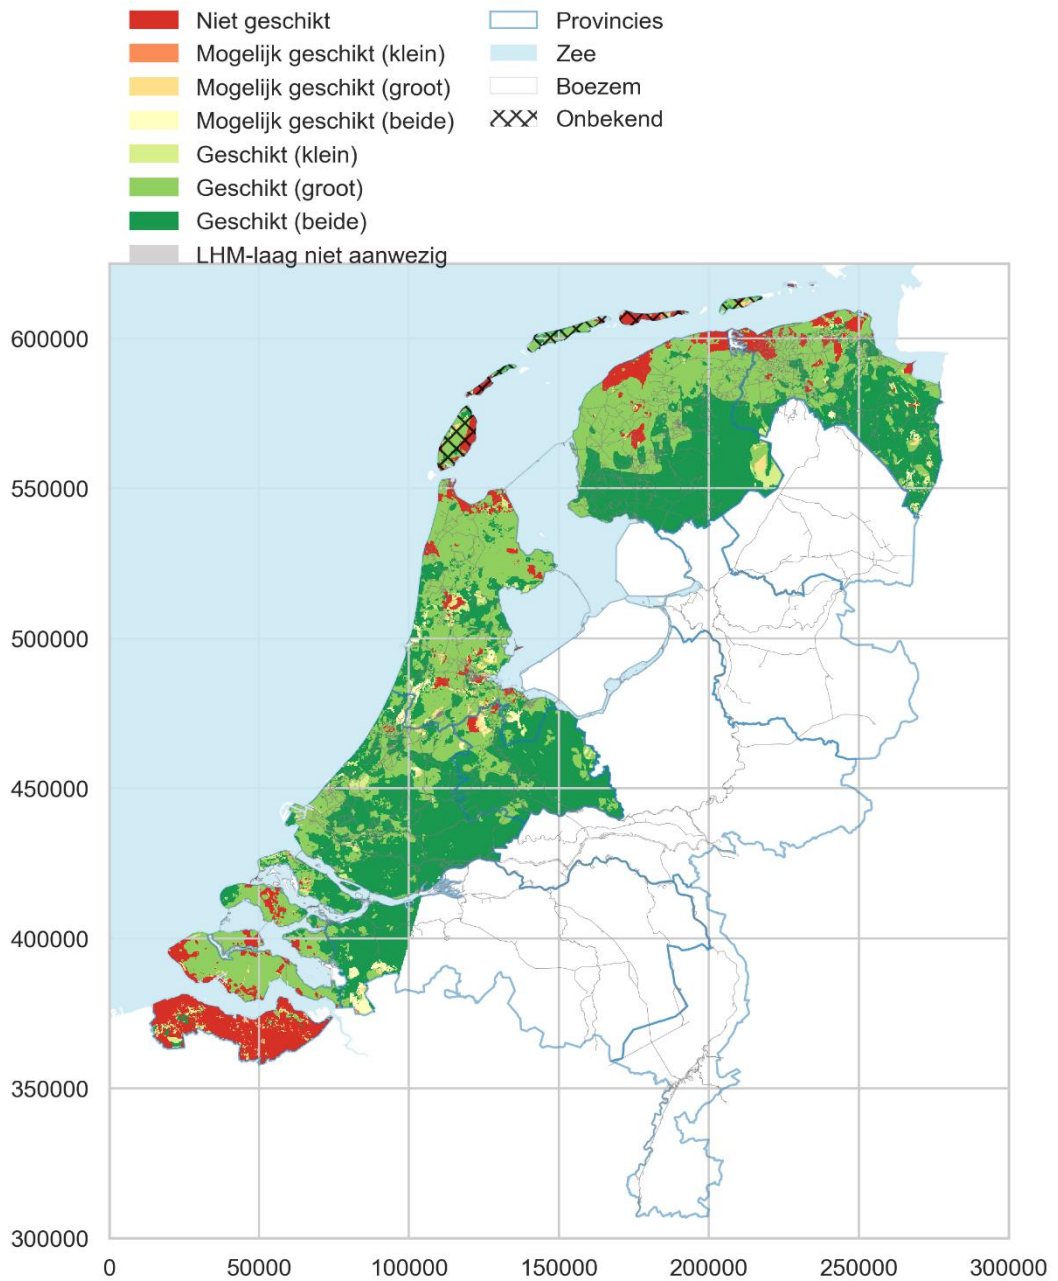 Niet geschikt
Mogelijk geschikt (klein)
Mogelijk geschikt (groot)
Mogelijk geschikt (beide)
Geschikt (klein)
Geschikt (groot)
Geschikt (beide)
LHM-laag niet aanwezig
Provincies
Zee
Boezem
Onbekend
600000
550000
500000
450000
400000
350000
300000
0 50000 100000 150000 200000 250000 300000